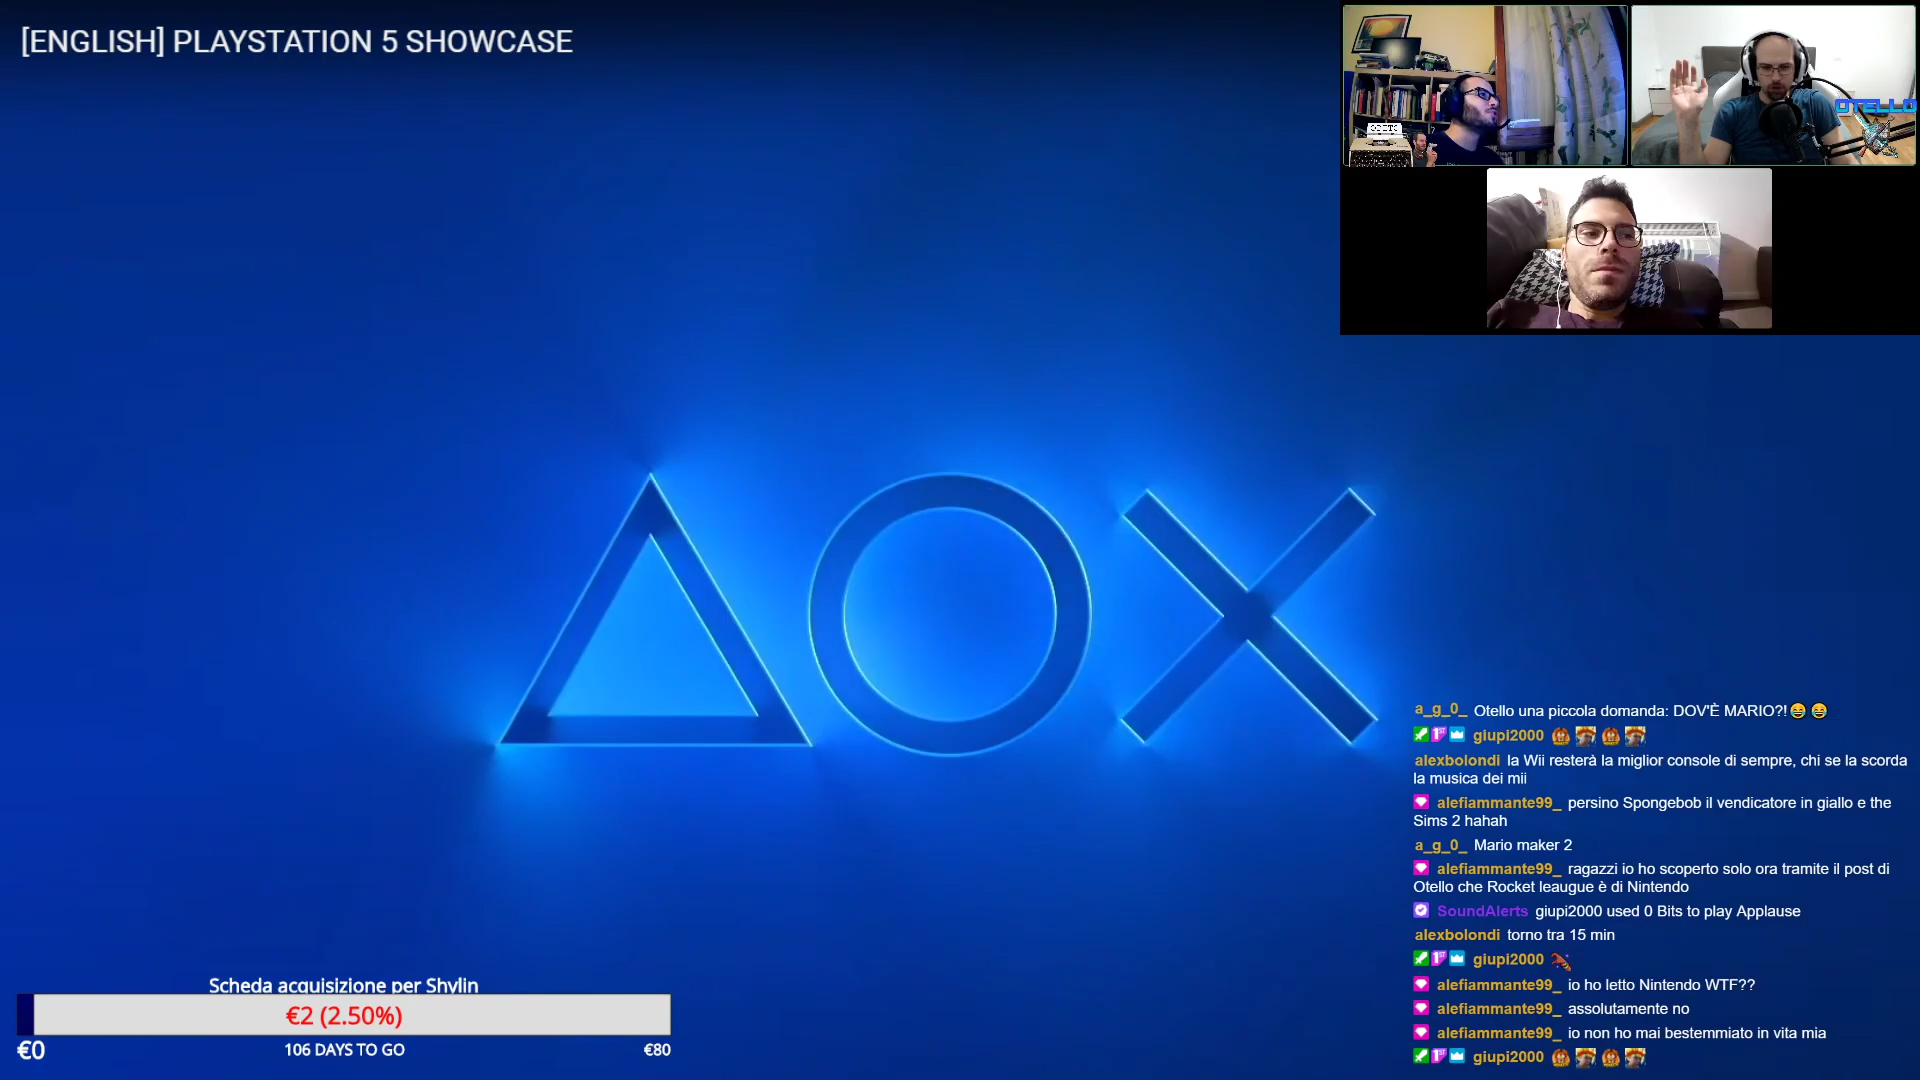 [ENGLISH] PLAYSTATION 5 SHOWCASE
OTELLO
a_g_0_ Otello una piccola domanda: DOV'È MARIO?!😄 😄
giupi2000
alexbolondi la Wii resterà la miglior console di sempre, chi se la scorda
la musica dei mii
alefiammante99_ persino Spongebob il vendicatore in giallo e the
Sims 2 hahah
a_g_0_ Mario maker 2
alefiammante99_ ragazzi io ho scoperto solo ora tramite il post di
Otello che Rocket leaugue è di Nintendo
SoundAlerts giupi2000 used 0 Bits to play Applause
alexbolondi torno tra 15 min
giupi2000
alefiammante99_ io ho letto Nintendo WTF??
alefiammante99_ assolutamente no
alefiammante99_ io non ho mai bestemmiato in vita mia
giupi2000
Scheda acquisizione per Shylin
€2 (2.50%)
€0 106 DAYS TO GO €80